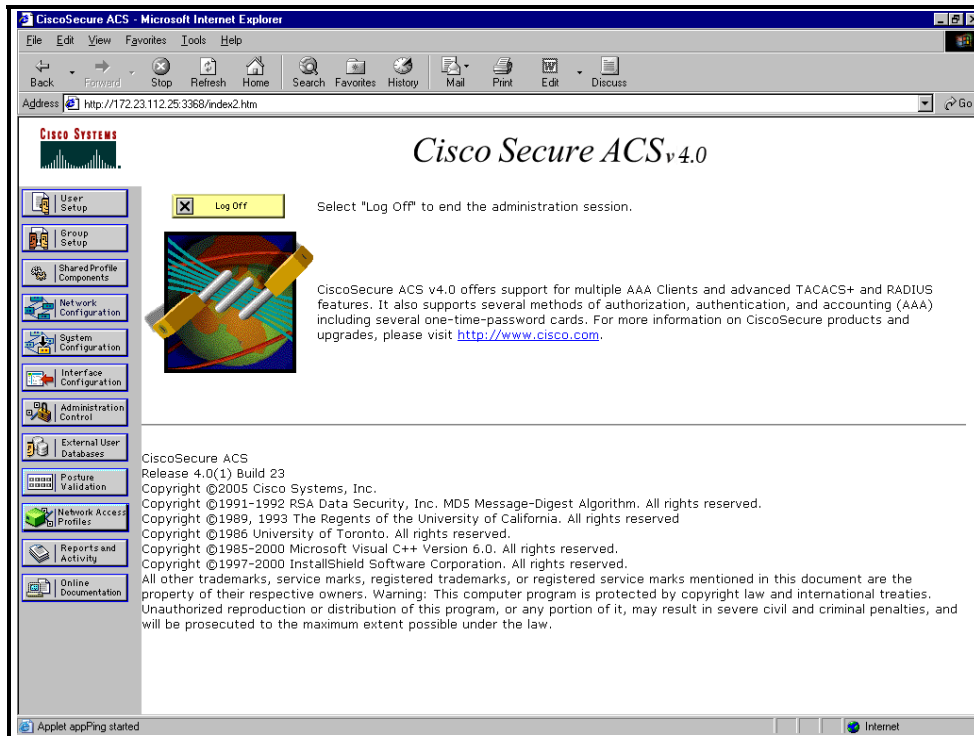 CiscoSecure ACS - Microsoft Internet Explorer
File Edit View Favorites Tools Help
Back Forward Stop Refresh Home Search Favorites History Mail Print Edit Discuss
Address http://172.23.112.25:3368/index2.htm Go
CISCO SYSTEMS
Cisco Secure ACS v 4.0
User Setup
Group Setup
Shared Profile Components
Network Configuration
System Configuration
Interface Configuration
Administration Control
External User Databases
Posture Validation
Network Access Profiles
Reports and Activity
Online Documentation
Log Off
Select "Log Off" to end the administration session.
CiscoSecure ACS v4.0 offers support for multiple AAA Clients and advanced TACACS+ and RADIUS
features. It also supports several methods of authorization, authentication, and accounting (AAA)
including several one-time-password cards. For more information on CiscoSecure products and
upgrades, please visit http://www.cisco.com.
CiscoSecure ACS
Release 4.0(1) Build 23
Copyright ©2005 Cisco Systems, Inc.
Copyright ©1991-1992 RSA Data Security, Inc. MD5 Message-Digest Algorithm. All rights reserved.
Copyright ©1989, 1993 The Regents of the University of California. All rights reserved
Copyright ©1986 University of Toronto. All rights reserved.
Copyright ©1985-2000 Microsoft Visual C++ Version 6.0. All rights reserved.
Copyright ©1997-2000 InstallShield Software Corporation. All rights reserved.
All other trademarks, service marks, registered trademarks, or registered service marks mentioned in this document are the
property of their respective owners. Warning: This computer program is protected by copyright law and international treaties.
Unauthorized reproduction or distribution of this program, or any portion of it, may result in severe civil and criminal penalties, and
will be prosecuted to the maximum extent possible under the law.
Applet appPing started
Internet